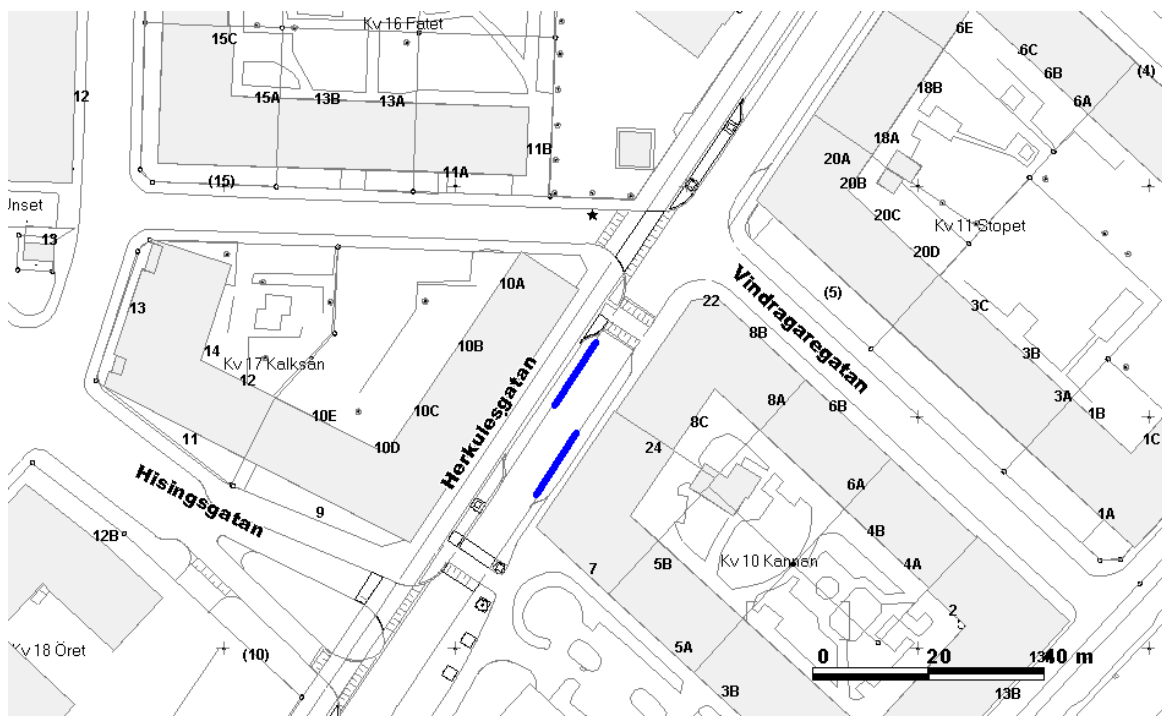 Kv 16 Fatet
15C
6E
6C
6B
(4)
12
15A
13B
13A
18B
6A
11B
18A
20A
(15)
11A
20B
20C
Kv 11 Stopet
13
20D
10A
Vindragaregatan
(5)
13
22
3C
8B
10B
3B
14
Kv 17 Kalksån
12
8A
3A
10C
8C
6B
1B
10E
Herkulesgatan
11
10D
24
1C
Hisingsgatan
6A
9
1A
12B
4B
5B
7
Kv 10 Kannan
4A
2
Kv 18 Öret
(10)
5A
0 20 40 m
3B
13B